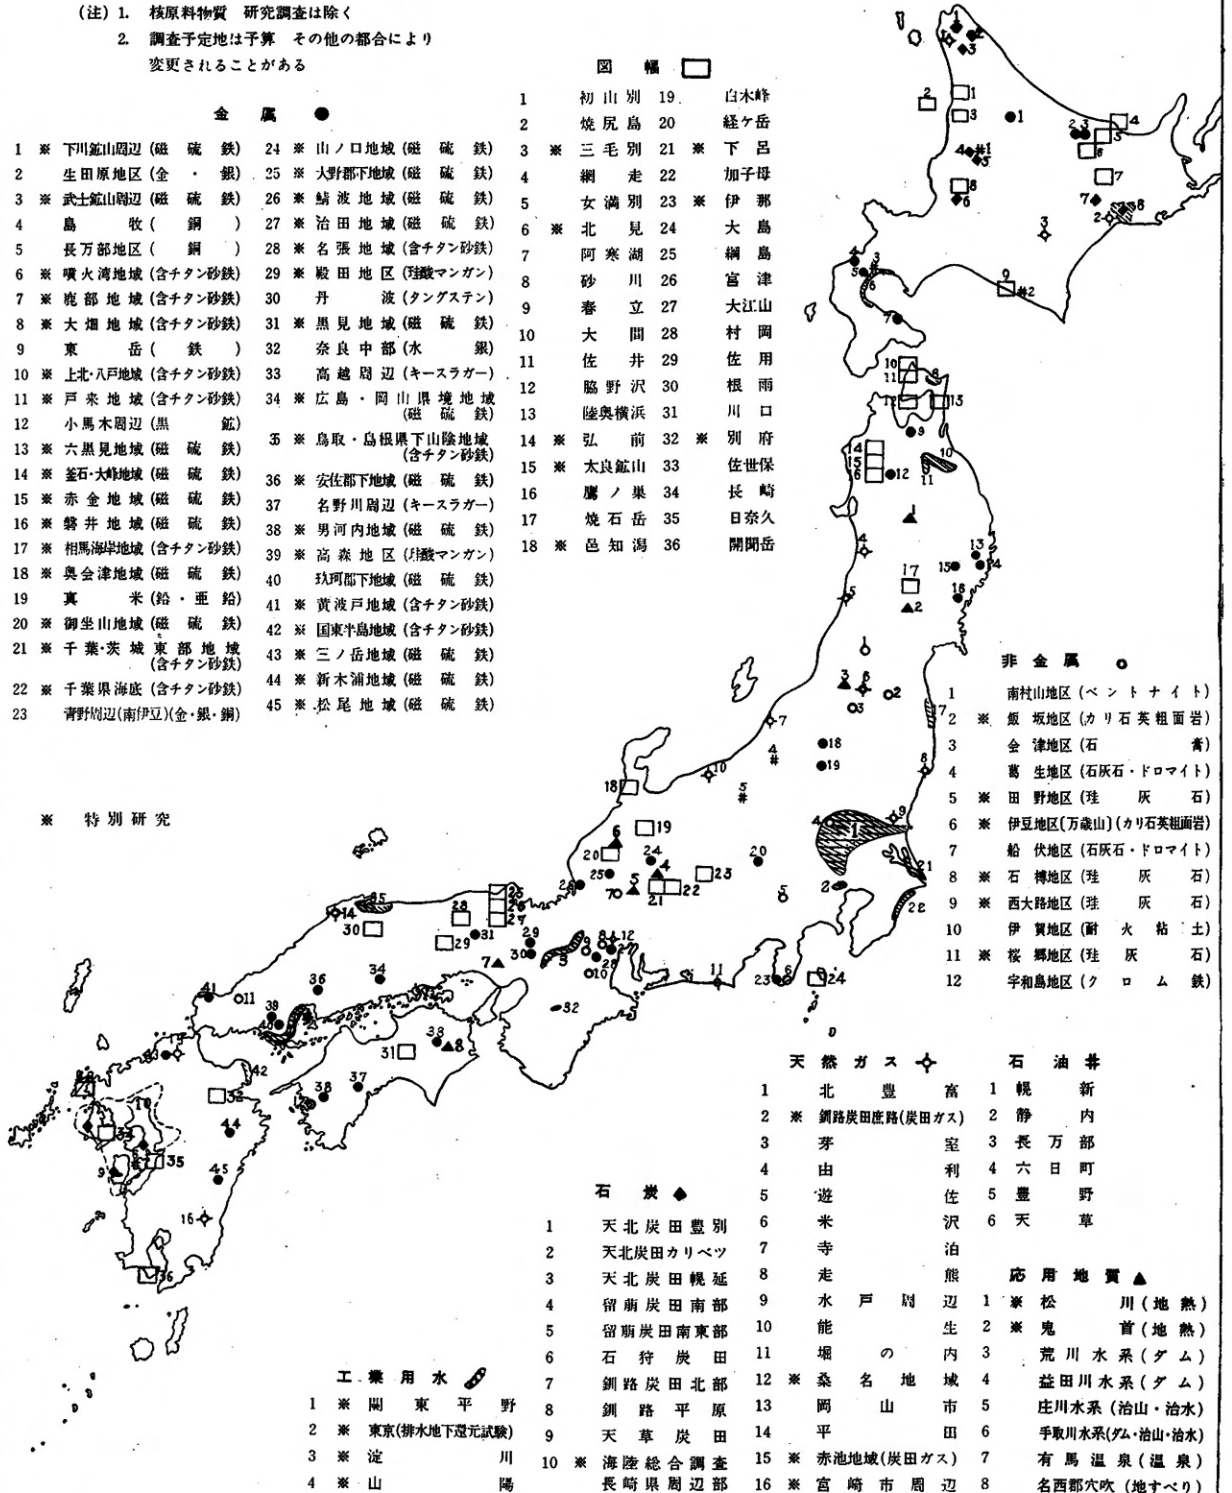 (注) 1. 核原料物質 研究調査は除く
2. 調査予定地は予算 その他の都合により
変更されることがある
金属 ●
1 ※ 下川鉱山周辺 (磁硫鉄)
2 生田原地区 (金・銀)
3 ※ 武士鉱山周辺 (磁硫鉄)
4 島牧 (銅)
5 長万部地区 (銅)
6 ※ 噴火湾地域 (含チタン砂鉄)
7 ※ 鹿部地域 (含チタン砂鉄)
8 ※ 大畑地域 (含チタン砂鉄)
9 東岳 (鉄)
10 ※ 上北・八戸地域 (含チタン砂鉄)
11 ※ 戸来地域 (含チタン砂鉄)
12 小馬木周辺 (黒鉱)
13 ※ 六黒見地域 (磁硫鉄)
14 ※ 釜石・大峰地域 (磁硫鉄)
15 ※ 赤金地域 (磁硫鉄)
16 ※ 磐井地域 (磁硫鉄)
17 ※ 相馬海岸地域 (含チタン砂鉄)
18 ※ 奥会津地域 (磁硫鉄)
19 真米 (鉛・亜鉛)
20 ※ 御坐山地域 (磁硫鉄)
21 ※ 千葉・茨城東部地域
(含チタン砂鉄)
22 ※ 千葉県海底 (含チタン砂鉄)
23 青野周辺(南伊豆)(金・銀・銅)
24 ※ 山ノ口地域 (磁硫鉄)
25 ※ 大野郡下地域 (磁硫鉄)
26 ※ 鯖波地域 (磁硫鉄)
27 ※ 治田地域 (磁硫鉄)
28 ※ 名張地域 (含チタン砂鉄)
29 ※ 殿田地区 (珪酸マンガン)
30 丹波 (タングステン)
31 ※ 黒見地域 (磁硫鉄)
32 奈良中部 (水銀)
33 高越周辺 (キースラガー)
34 ※ 広島・岡山県境地域
(磁硫鉄)
35 ※ 鳥取・島根県下山陰地域
(含チタン砂鉄)
36 ※ 安佐郡下地域 (磁硫鉄)
37 名野川周辺 (キースラガー)
38 ※ 男河内地域 (磁硫鉄)
39 ※ 高森地区 (珪酸マンガン)
40 玖珂郡下地域 (磁硫鉄)
41 ※ 黄波戸地域 (含チタン砂鉄)
42 ※ 国東半島地域 (含チタン砂鉄)
43 ※ 三ノ岳地域 (磁硫鉄)
44 ※ 新木浦地域 (磁硫鉄)
45 ※ 松尾地域 (磁硫鉄)
※ 特別研究
図幅 □
1 初山別
2 焼尻島
3 ※ 三毛別
4 網走
5 女満別
6 ※ 北見
7 阿寒湖
8 砂川
9 春立
10 大間
11 佐井
12 脇野沢
13 陸奥横浜
14 ※ 弘前
15 ※ 太良鉱山
16 鷹ノ巣
17 焼石岳
18 ※ 邑知潟
19 白木峰
20 経ケ岳
21 ※ 下呂
22 加子母
23 ※ 伊那
24 大島
25 網島
26 宮津
27 大江山
28 村岡
29 佐用
30 根雨
31 川口
32 ※ 別府
33 佐世保
34 長崎
35 日奈久
36 開聞岳
非金属 ○
1 南村山地区 (ベントナイト)
2 ※ 飯坂地区 (カリ石英粗面岩)
3 会津地区 (石膏)
4 葛生地区 (石灰石・ドロマイト)
5 ※ 田野地区 (珪灰石)
6 ※ 伊豆地区〔万歳山〕(カリ石英粗面岩)
7 船伏地区 (石灰石・ドロマイト)
8 ※ 石榑地区 (珪灰石)
9 ※ 西大路地区 (珪灰石)
10 伊賀地区 (耐火粘土)
11 ※ 桜郷地区 (珪灰石)
12 宇和島地区 (クロム鉄)
天然ガス
1 北豊富
2 ※ 釧路炭田庶路(炭田ガス)
3 芽室
4 由利
5 遊佐
6 米沢
7 寺泊
8 走熊
9 水戸周辺
10 能生
11 堀の内
12 ※ 桑名地域
13 岡山市
14 平田
15 ※ 赤池地域(炭田ガス)
16 ※ 宮崎市周辺
石油 井
1 幌新
2 静内
3 長万部
4 六日町
5 豊野
6 天草
応用地質 ▲
1 ※ 松川 (地熱)
2 ※ 鬼首 (地熱)
3 荒川水系 (ダム)
4 益田川水系 (ダム)
5 庄川水系 (治山・治水)
6 手取川水系(ダム・治山・治水)
7 有馬温泉 (温泉)
8 名西郡穴吹 (地すべり)
石炭 ◆
1 天北炭田豊別
2 天北炭田カリベツ
3 天北炭田幌延
4 留萠炭田南部
5 留萠炭田南東部
6 石狩炭田
7 釧路炭田北部
8 釧路平原
9 天草炭田
10 ※ 海陸総合調査
長崎県周辺部
工業用水
1 ※ 関東平野
2 ※ 東京(排水地下還元試験)
3 ※ 淀川
4 ※ 山陽